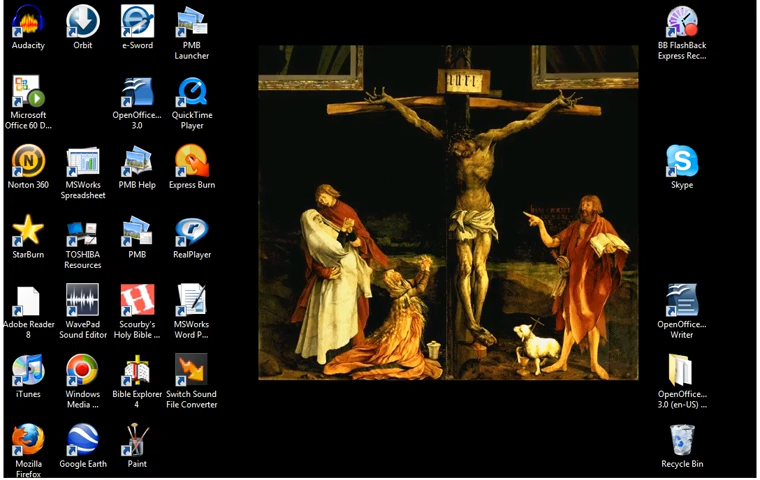 Audacity
Orbit
e-Sword
PMB
Launcher
BB FlashBack
Express Rec...
Microsoft
Office 60 D...
OpenOffice....
3.0
QuickTime
Player
Norton 360
MSWorks
Spreadsheet
PMB Help
Express Burn
Skype
StarBurn
TOSHIBA
Resources
PMB
RealPlayer
Adobe Reader
8
WavePad
Sound Editor
Scourby's
Holy Bible ...
MSWorks
Word P...
OpenOffice....
Writer
iTunes
Windows
Media ...
Bible Explorer
4
Switch Sound
File Converter
OpenOffice....
3.0 (en-US) ...
Mozilla
Firefox
Google Earth
Paint
Recycle Bin